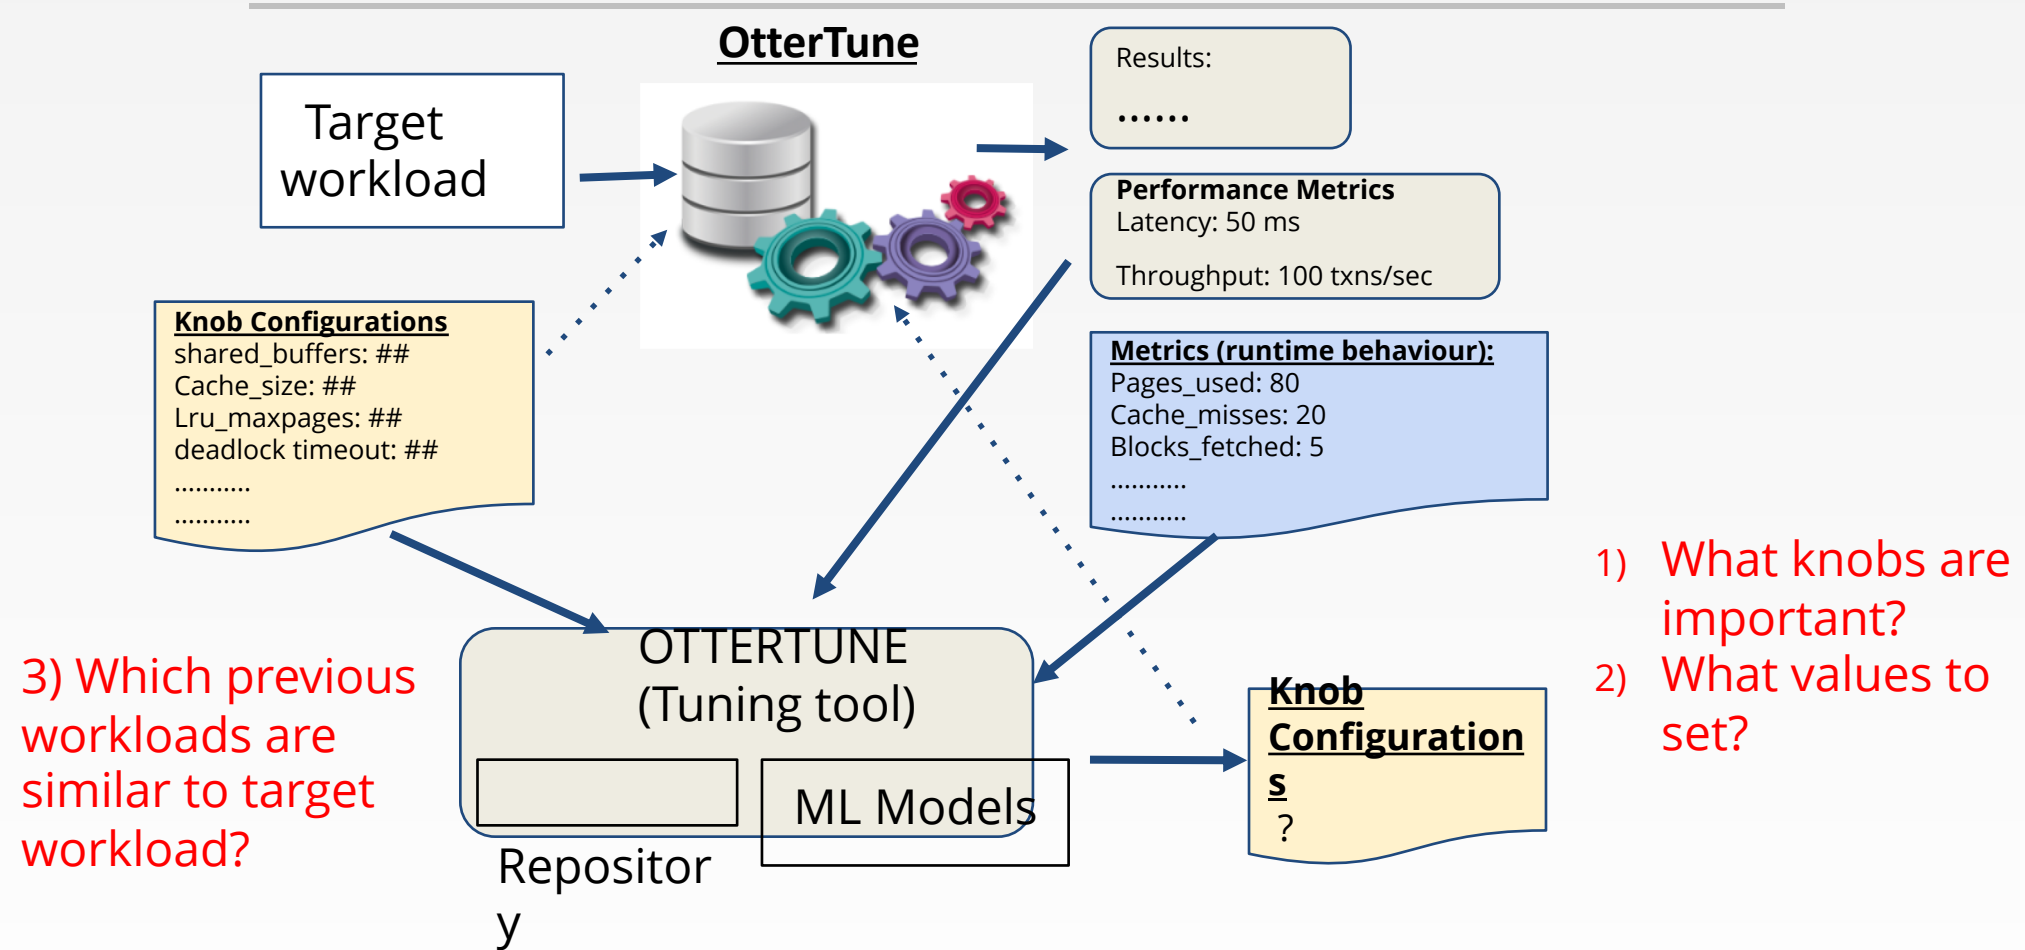 OtterTune
Target
workload
Results:
......
Performance Metrics
Latency: 50 ms
Throughput: 100 txns/sec
Knob Configurations
shared_buffers: ##
Cache_size: ##
Lru_maxpages: ##
deadlock timeout: ##
...........
...........
Metrics (runtime behaviour):
Pages_used: 80
Cache_misses: 20
Blocks_fetched: 5
...........
...........
1) What knobs are
important?
2) What values to
set?
3) Which previous
workloads are
similar to target
workload?
OTTERTUNE
(Tuning tool)
ML Models
Repositor
y
Knob
Configuration
s
?